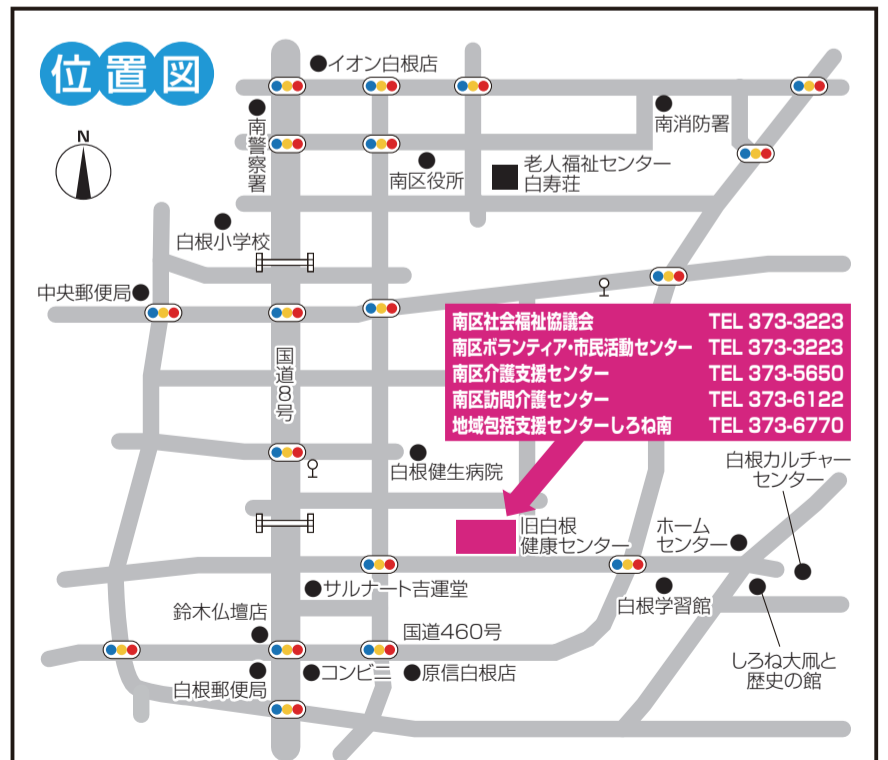 位置図
N
イオン白根店
南警察署
南消防署
南区役所
老人福祉センター
白寿荘
白根小学校
中央郵便局
国道8号
南区社会福祉協議会 TEL 373-3223
南区ボランティア・市民活動センター TEL 373-3223
南区介護支援センター TEL 373-5650
南区訪問介護センター TEL 373-6122
地域包括支援センターしろね南 TEL 373-6770
白根健生病院
白根カルチャー
センター
旧白根
健康センター
ホーム
センター
サルナート吉運堂
白根学習館
鈴木仏壇店
国道460号
しろね大凧と
歴史の館
白根郵便局
コンビニ
原信白根店